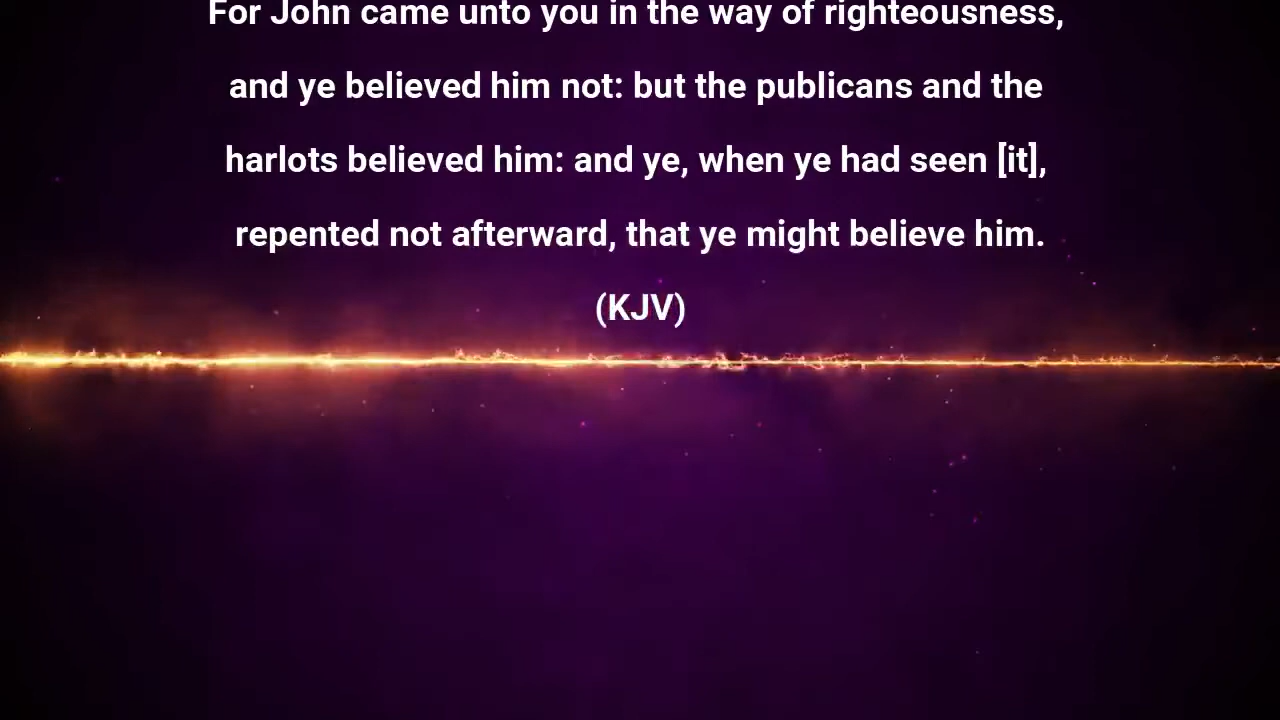 For John came unto you in the way of righteousness,
and ye believed him not: but the publicans and the
harlots believed him: and ye, when ye had seen [it],
repented not afterward, that ye might believe him.
(KJV)